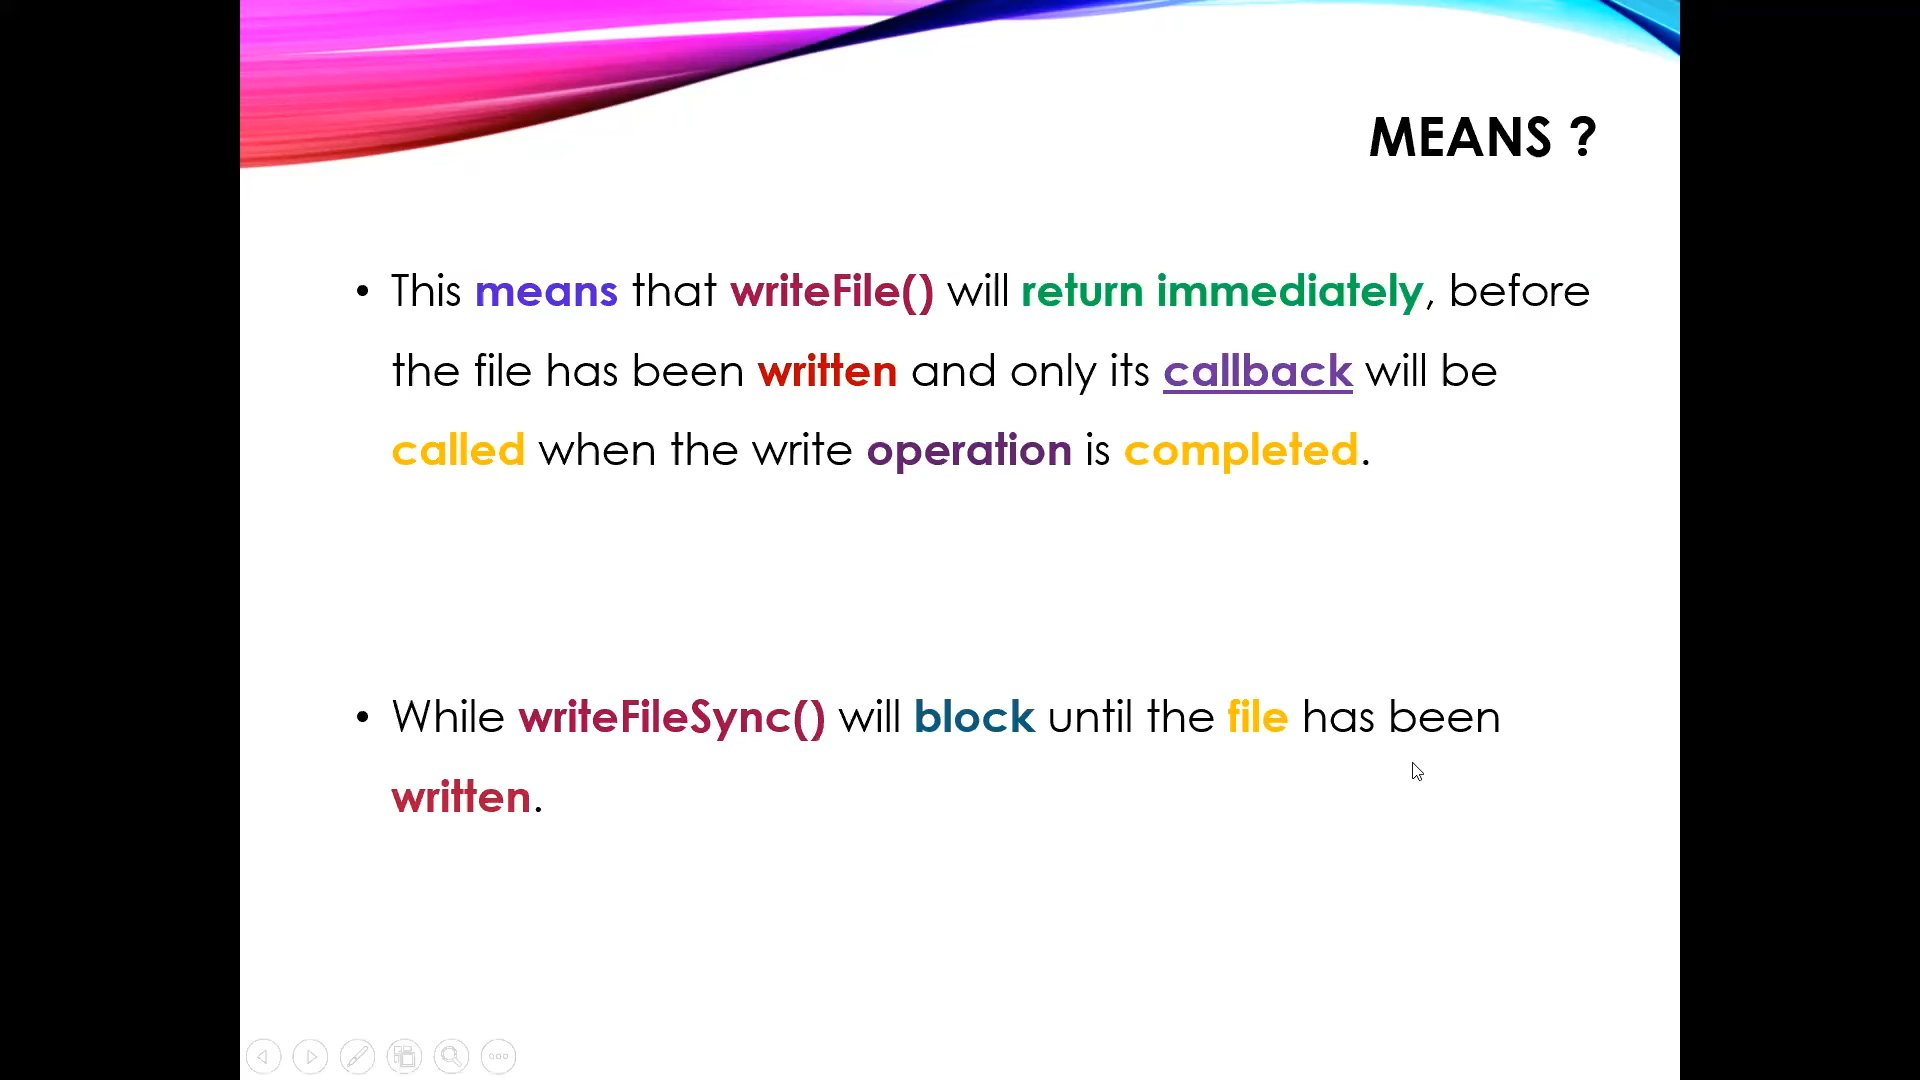 MEANS ?
• This means that writeFile() will return immediately, before
the file has been written and only its callback will be
called when the write operation is completed.
• While writeFileSync() will block until the file has been
written.